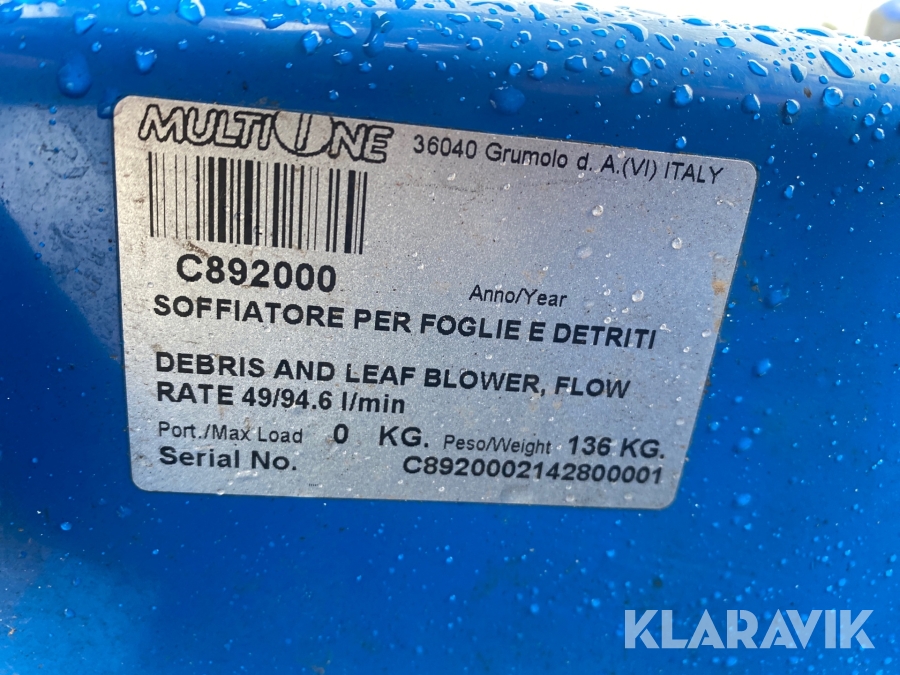 MULTIONE 36040 Grumolo d. A.(VI) ITALY
C892000
Anno/Year
SOFFIATORE PER FOGLIE E DETRITI
DEBRIS AND LEAF BLOWER, FLOW
RATE 49/94.6 l/min
Port./Max Load 0 KG. Peso/Weight 136 KG.
Serial No. C8920002142800001
KLARAVIK